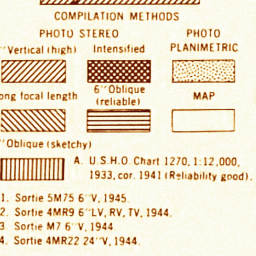 COMPILATION METHODS
PHOTO STEREO PHOTO
"Vertical (high) Intensified PLANIMETRIC
ong focal length 6"Oblique MAP
(reliable)
"Oblique (sketchy)
A. U.S.H.O. Chart 1270, 1:12,000,
1933, cor. 1941 (Reliability good).
1. Sortie 5M75 6"V, 1945.
2. Sortie 4MR9 6"LV, RV, TV, 1944.
3 Sortie M7 6"V, 1944
4. Sortie 4MR22 24"V, 1944.